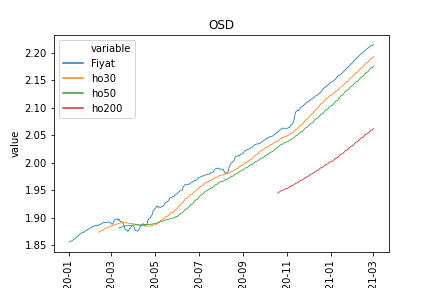 OSD
variable
Fiyat
ho30
ho50
ho200
value
2.20
2.15
2.10
2.05
2.00
1.95
1.90
1.85
20-01
20-03
20-05
20-07
20-09
20-11
21-01
21-03